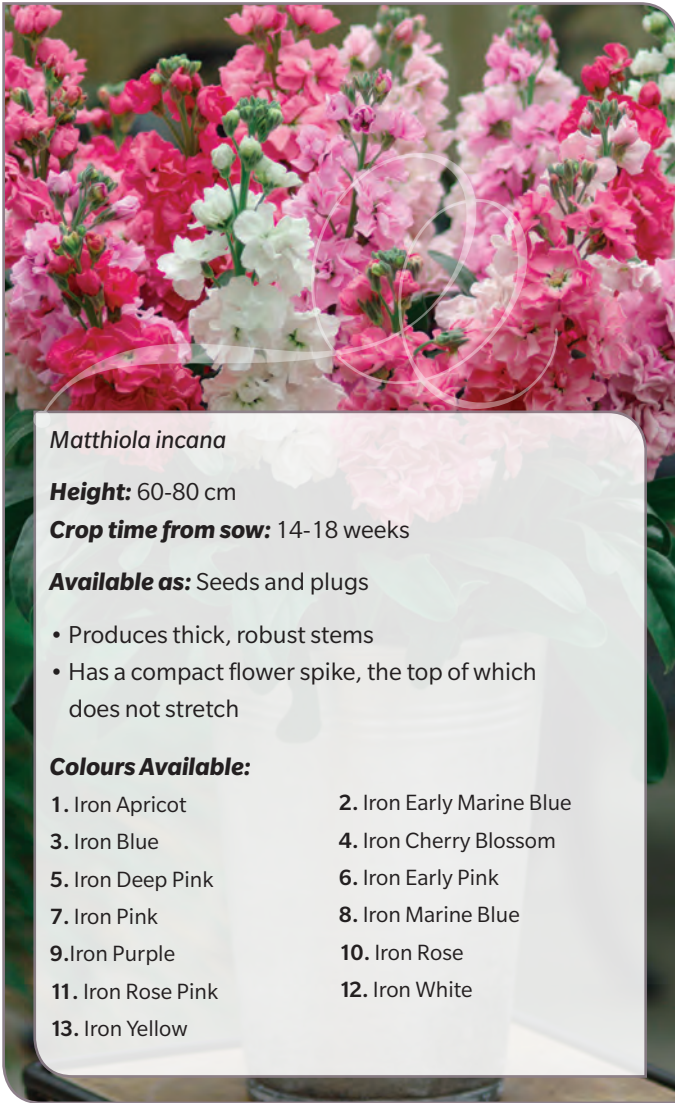 Matthiola incana
Height: 60-80 cm
Crop time from sow: 14-18 weeks
Available as: Seeds and plugs
• Produces thick, robust stems
• Has a compact flower spike, the top of which
does not stretch
Colours Available:
1. Iron Apricot
2. Iron Early Marine Blue
3. Iron Blue
4. Iron Cherry Blossom
5. Iron Deep Pink
6. Iron Early Pink
7. Iron Pink
8. Iron Marine Blue
9.Iron Purple
10. Iron Rose
11. Iron Rose Pink
12. Iron White
13. Iron Yellow